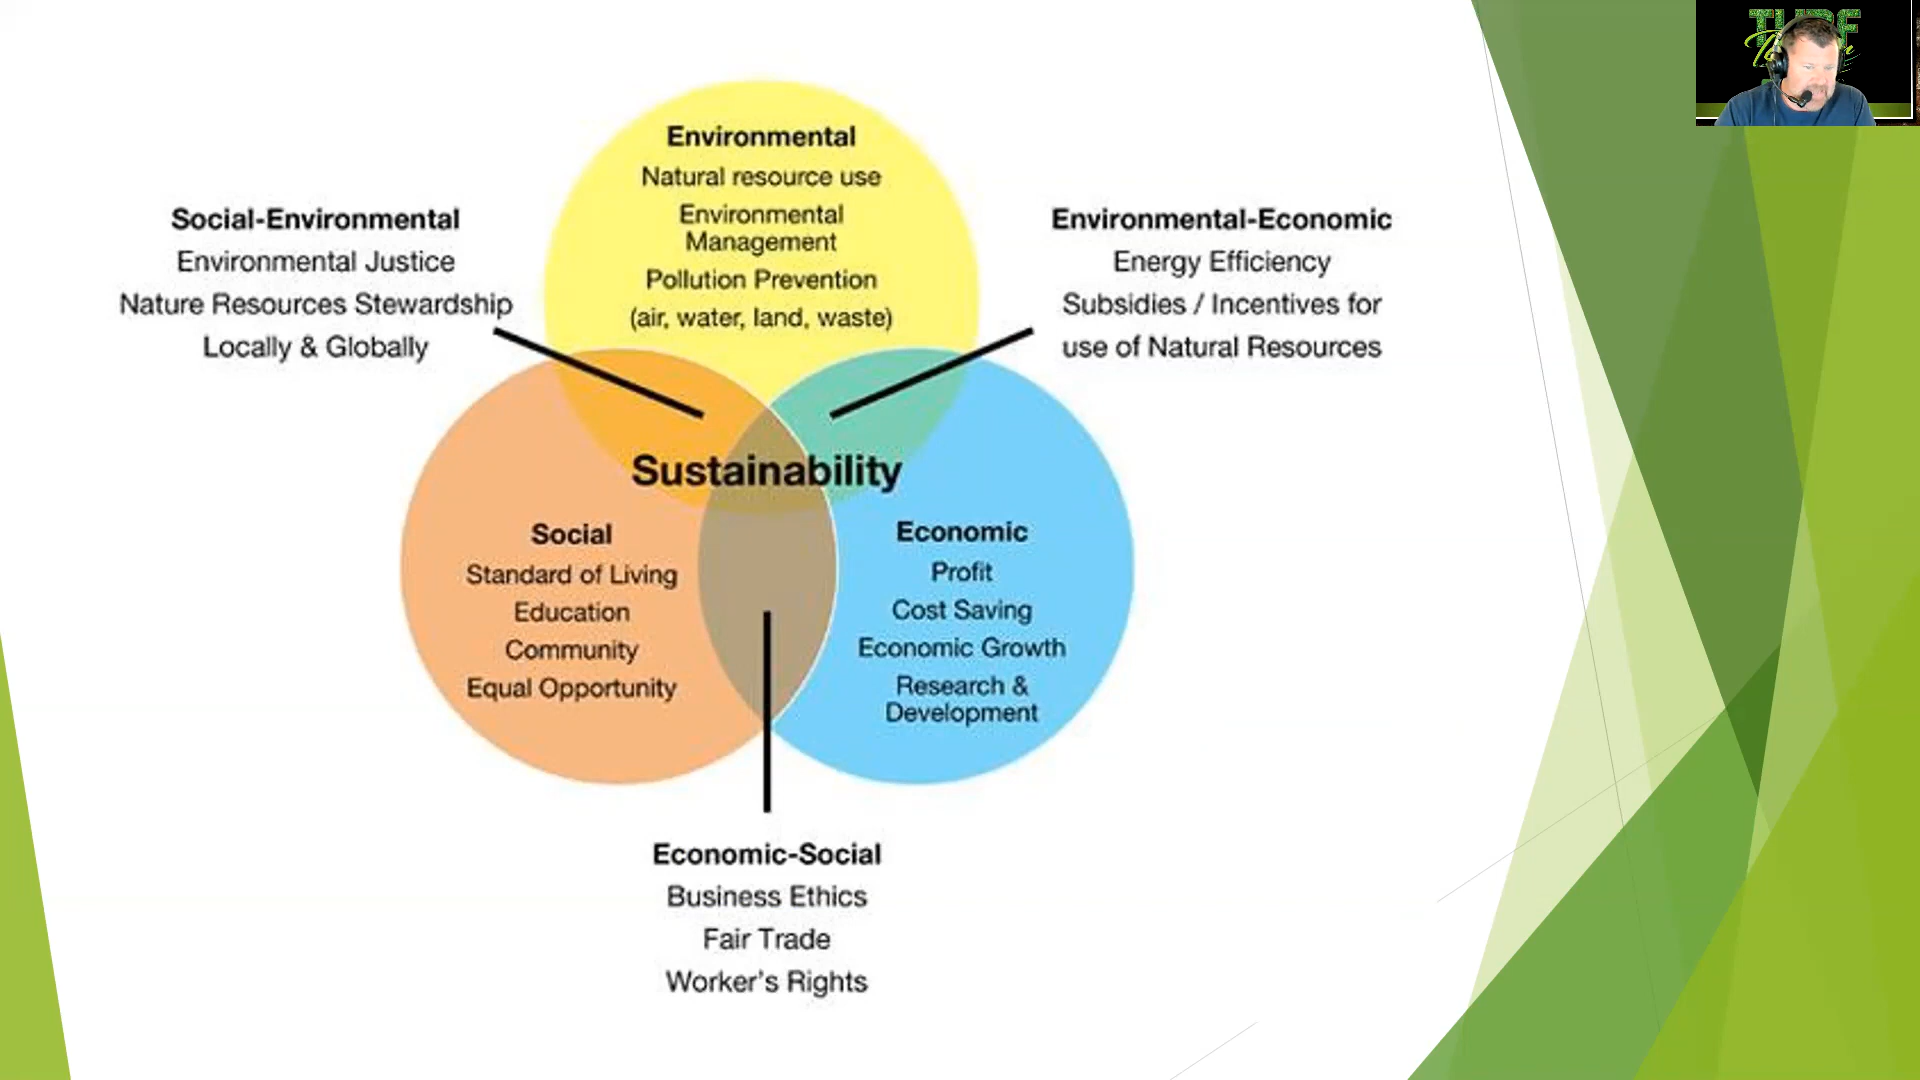 Environmental
Natural resource use
Environmental
Management
Pollution Prevention
(air, water, land, waste)
Social-Environmental
Environmental Justice
Nature Resources Stewardship
Locally & Globally
Environmental-Economic
Energy Efficiency
Subsidies / Incentives for
use of Natural Resources
Sustainability
Social
Standard of Living
Education
Community
Equal Opportunity
Economic
Profit
Cost Saving
Economic Growth
Research &
Development
Economic-Social
Business Ethics
Fair Trade
Worker's Rights